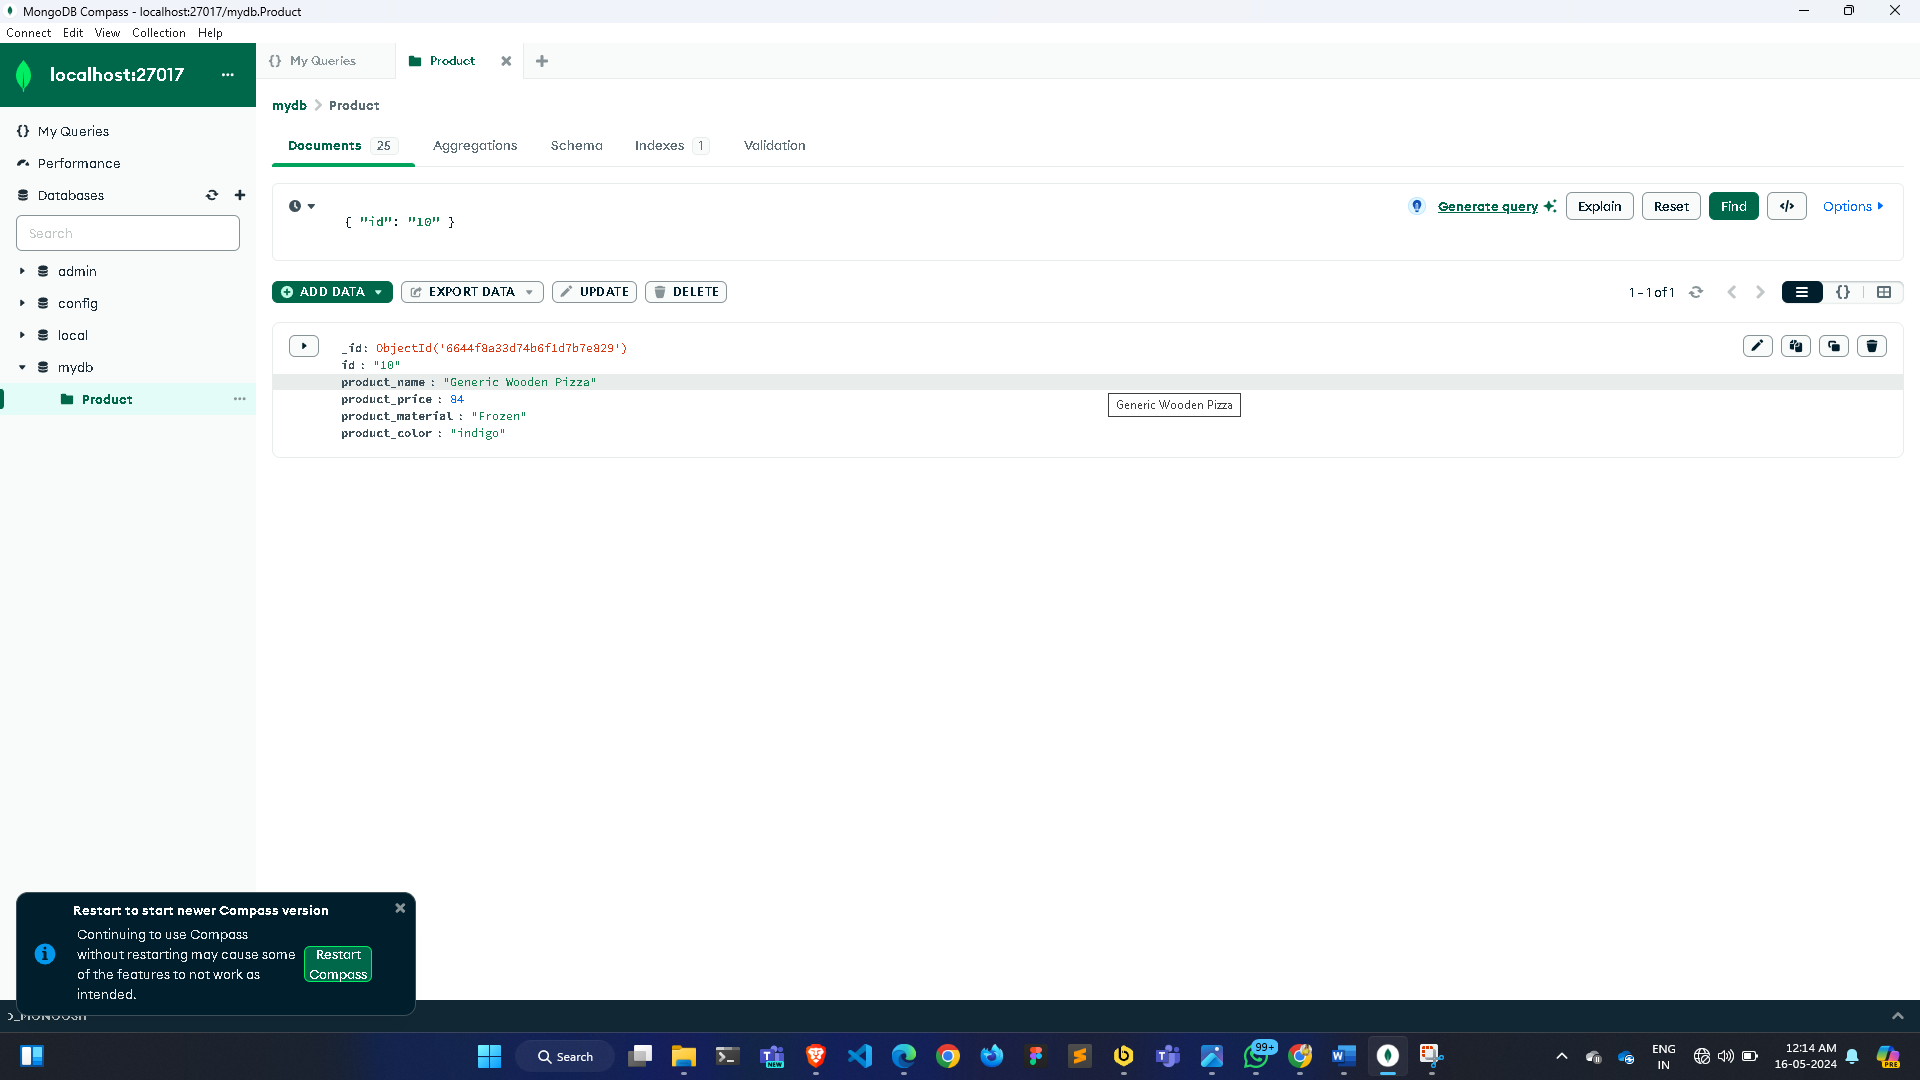 MongoDB Compass - localhost:27017/mydb.Product
Connect Edit View Collection Help
localhost:27017
My Queries
Performance
Databases
Search
admin
config
local
mydb
Product
{} My Queries
Product
mydb > Product
Documents 25 Aggregations Schema Indexes 1 Validation
{ "id": "10" }
Generate query Explain Reset Find </> Options
ADD DATA EXPORT DATA UPDATE DELETE
1 – 1 of 1 {}
_id: ObjectId('6644f8a33d74b6f1d7b7e829')
id : "10"
product_name : "Generic Wooden Pizza"
product_price : 84
product_material : "Frozen"
product_color : "indigo"
Generic Wooden Pizza
Restart to start newer Compass version
Continuing to use Compass
without restarting may cause some
of the features to not work as
intended.
Restart
Compass
>_MONGOSH
Search
NEW
99+
ENG
IN
12:14 AM
16-05-2024
PRE